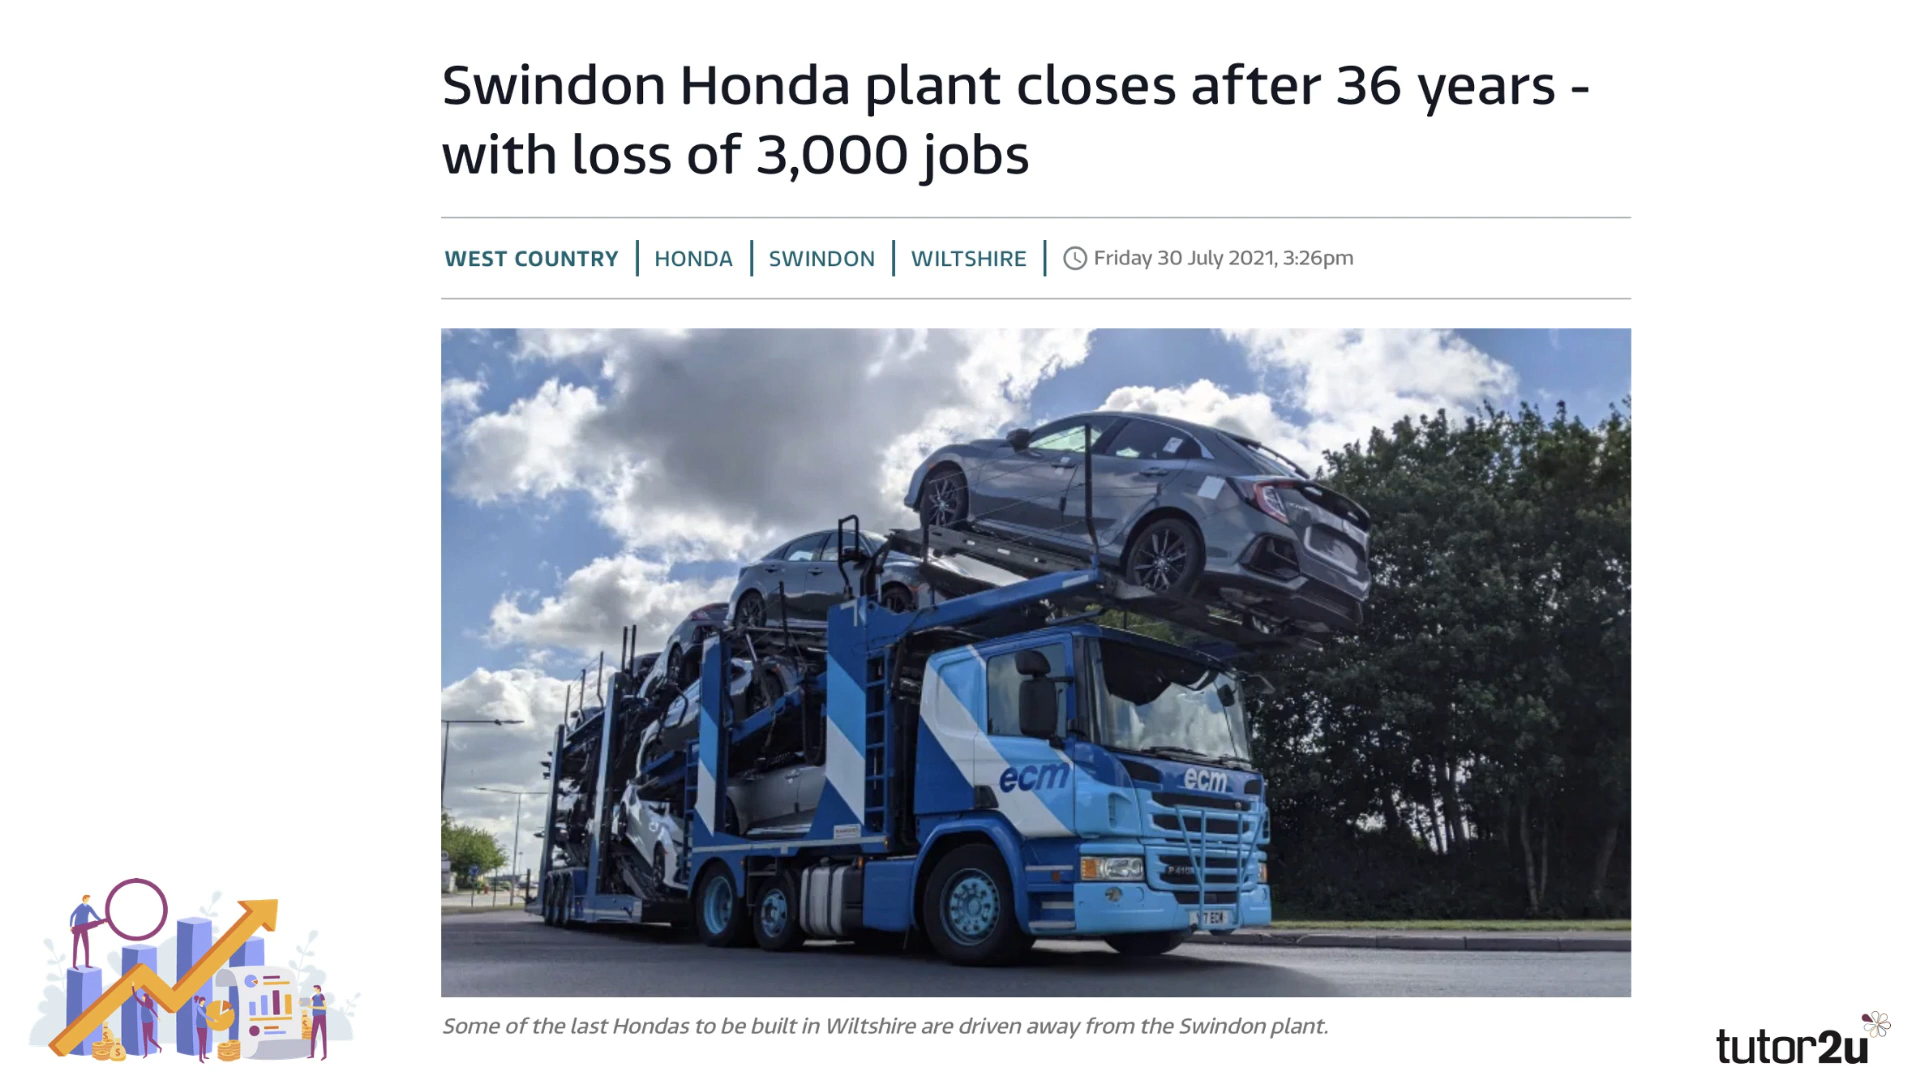 Swindon Honda plant closes after 36 years -
with loss of 3,000 jobs
WEST COUNTRY | HONDA | SWINDON | WILTSHIRE | Friday 30 July 2021, 3:26pm
ecm
ecm
Some of the last Hondas to be built in Wiltshire are driven away from the Swindon plant.
tutor2u